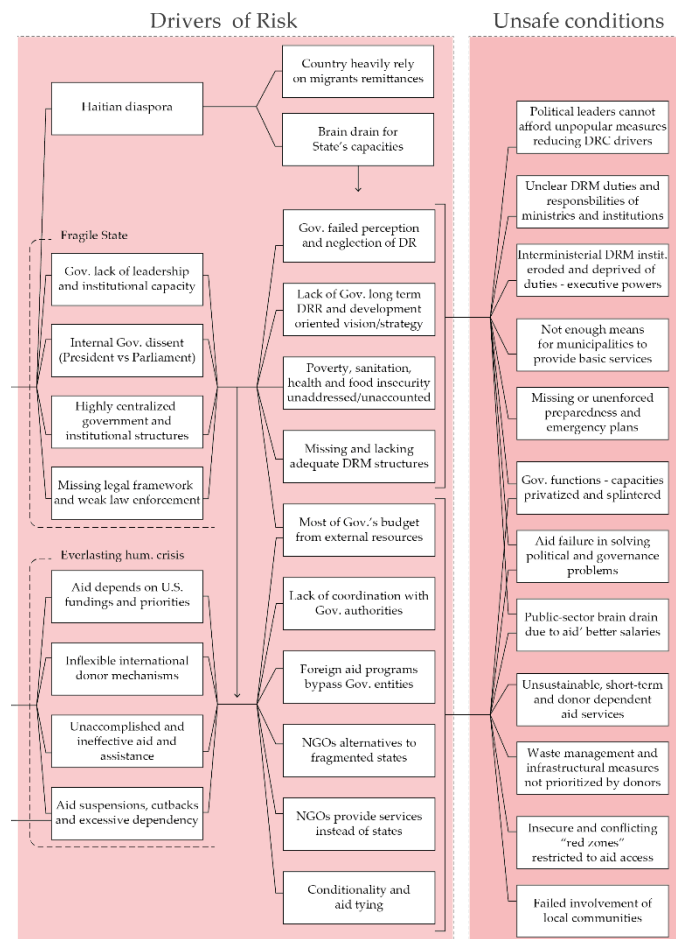 Drivers of Risk
Unsafe conditions
Haitian diaspora
Country heavily rely
on migrants remittances
Brain drain for
State's capacities
Fragile State
Gov. lack of leadership
and institutional capacity
Internal Gov. dissent
(President vs Parliament)
Highly centralized
government and
institutional structures
Missing legal framework
and weak law enforcement
Everlasting hum. crisis
Aid depends on U.S.
fundings and priorities
Inflexible international
donor mechanisms
Unaccomplished and
ineffective aid and
assistance
Aid suspensions, cutbacks
and excessive dependency
Gov. failed perception
and neglection of DR
Lack of Gov. long term
DRR and development
oriented vision/strategy
Poverty, sanitation,
health and food insecurity
unaddressed/unaccounted
Missing and lacking
adequate DRM structures
Most of Gov.'s budget
from external resources
Lack of coordination with
Gov. authorities
Foreign aid programs
bypass Gov. entities
NGOs alternatives to
fragmented states
NGOs provide services
instead of states
Conditionality and
aid tying
Political leaders cannot
afford unpopular measures
reducing DRC drivers
Unclear DRM duties and
responsbilities of
ministries and institutions
Interministerial DRM instit.
eroded and deprived of
duties - executive powers
Not enough means
for municipalities to
provide basic services
Missing or unenforced
preparedness and
emergency plans
Gov. functions - capacities
privatized and splintered
Aid failure in solving
political and governance
problems
Public-sector brain drain
due to aid' better salaries
Unsustainable, short-term
and donor dependent
aid services
Waste management and
infrastructural measures
not prioritized by donors
Insecure and conflicting
"red zones"
restricted to aid access
Failed involvement of
local communities